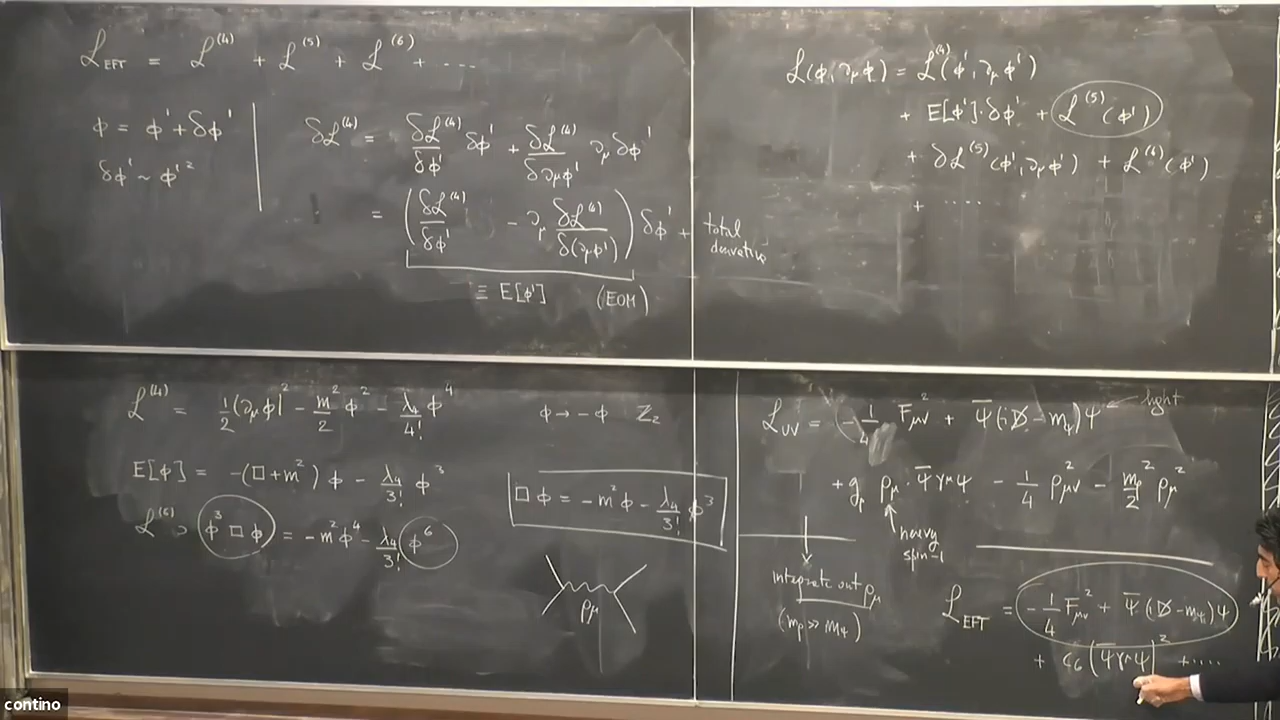 ℒ_EFT = ℒ^(4) + ℒ^(5) + ℒ^(6) + ....
ϕ = ϕ' + δϕ'
δϕ' ~ ϕ'^2
δℒ^(4) = δℒ^(4)/δϕ' δϕ' + δℒ^(4)/δ∂_μϕ' ∂_μ δϕ'
= (δℒ^(4)/δϕ' - ∂_μ δℒ^(4)/δ(∂_μϕ')) δϕ' + total derivative
≡ E[ϕ'] (EOM)
ℒ(ϕ, ∂_μϕ) = ℒ^(4)(ϕ', ∂_μϕ')
+ E[ϕ']·δϕ' + ℒ^(5)(ϕ')
+ δℒ^(5)(ϕ', ∂_μϕ') + ℒ^(6)(ϕ')
+ ....
ℒ^(4) = 1/2 (∂_μϕ)^2 - m^2/2 ϕ^2 - λ_4/4! ϕ^4
ϕ → -ϕ ℤ_2
E[ϕ] = -(□+m^2) ϕ - λ_4/3! ϕ^3
□ϕ = -m^2ϕ - λ_4/3! ϕ^3
ℒ^(6) ⊃ ϕ^3 □ ϕ = -m^2ϕ^4 - λ_4/3! ϕ^6
ρ_μ
ℒ_UV = -1/4 F_μν^2 + Ψ̄(iD̸ - m_ψ)Ψ ← light
+ g_ρ ρ_μ · Ψ̄γ^μΨ - 1/4 ρ_μν^2 - m_ρ^2/2 ρ_μ^2
heavy
spin-1
integrate out ρ_μ
(m_ρ ≫ m_ψ)
ℒ_EFT = -1/4 F_μν^2 + Ψ̄(iD̸ - m_ψ)Ψ
+ c_6 (Ψ̄γ^μΨ)^2 + ....
contino